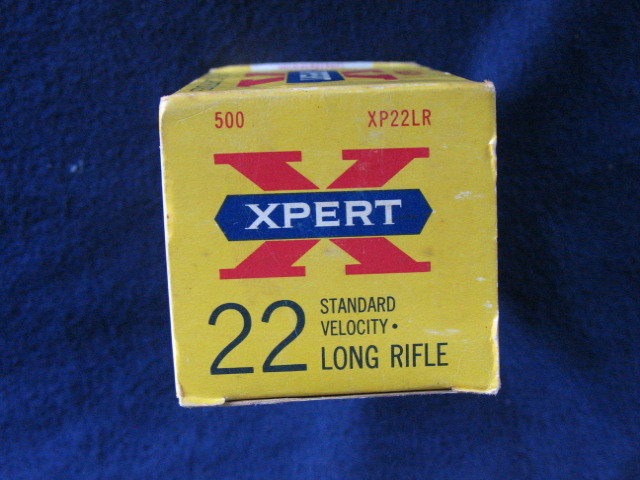 500 XP22LR
XPERT
22 STANDARD
VELOCITY •
LONG RIFLE